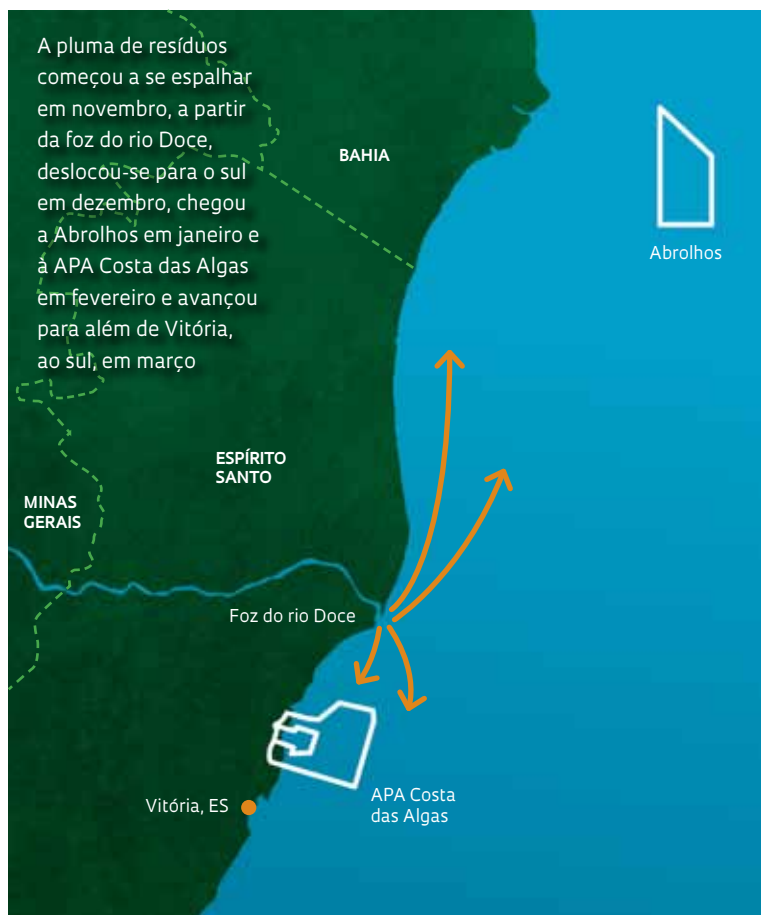 A pluma de resíduos
começou a se espalhar
em novembro, a partir
da foz do rio Doce,
deslocou-se para o sul
em dezembro, chegou
a Abrolhos em janeiro e
à APA Costa das Algas
em fevereiro e avançou
para além de Vitória,
ao sul, em março
BAHIA
Abrolhos
ESPÍRITO
SANTO
MINAS
GERAIS
Foz do rio Doce
Vitória, ES
APA Costa
das Algas